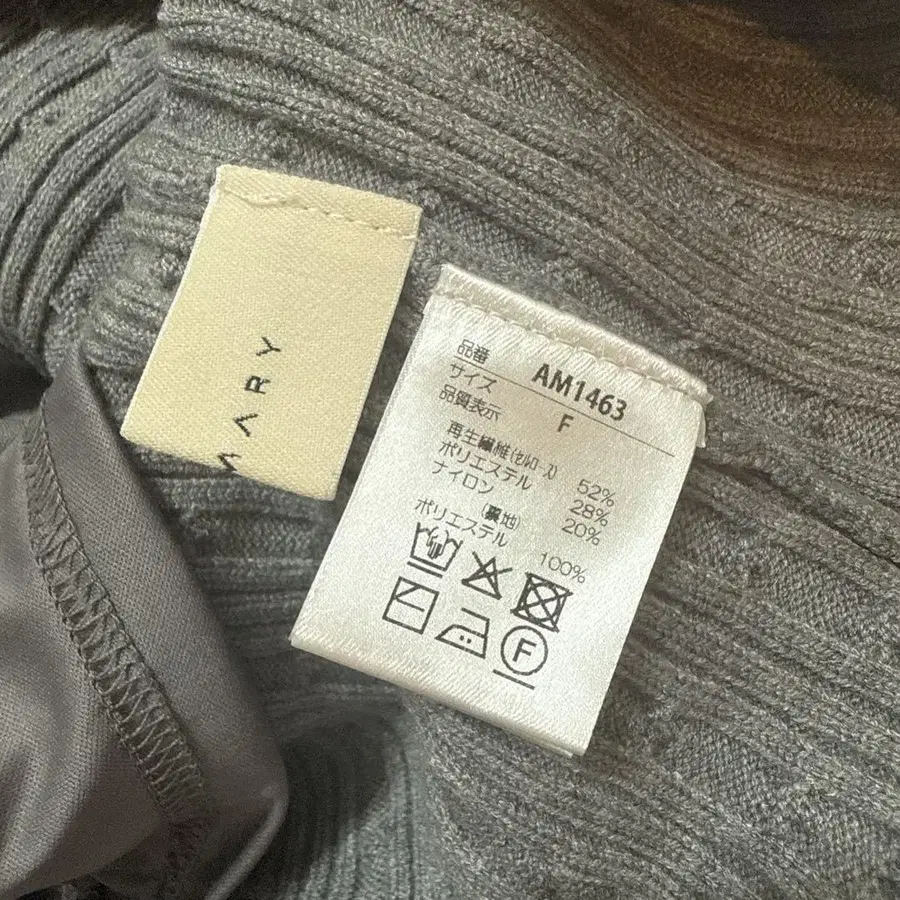 MARY
品番 AM1463
サイズ F
品質表示
再生繊維(セルロース) 52%
ポリエステル 28%
ナイロン 20%
(裏地)
ポリエステル 100%
F